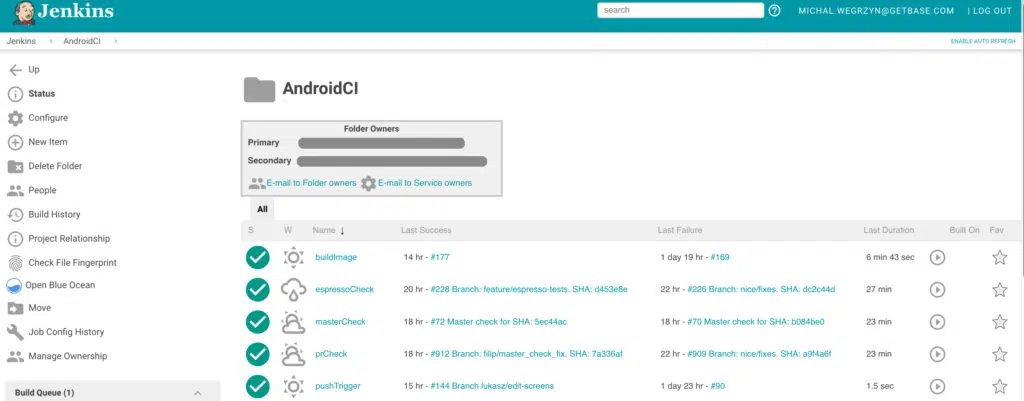 Jenkins
search
MICHAL.WEGRZYN@GETBASE.COM | LOG OUT
Jenkins > AndroidCI >
ENABLE AUTO REFRESH
Up
Status
Configure
New Item
Delete Folder
People
Build History
Project Relationship
Check File Fingerprint
Open Blue Ocean
Move
Job Config History
Manage Ownership
Build Queue (1)
AndroidCI
Folder Owners
Primary
Secondary
E-mail to Folder owners E-mail to Service owners
All
S W Name ↓ Last Success Last Failure Last Duration Built On Fav
buildImage 14 hr - #177 1 day 19 hr - #169 6 min 43 sec
espressoCheck 20 hr - #228 Branch: feature/espresso-tests. SHA: d453e8e 22 hr - #226 Branch: nice/fixes. SHA: dc2c44d 27 min
masterCheck 18 hr - #72 Master check for SHA: 5ec44ac 18 hr - #70 Master check for SHA: b084be0 23 min
prCheck 18 hr - #912 Branch: filip/master_check_fix. SHA: 7a336af 22 hr - #909 Branch: nice/fixes. SHA: a9f4a6f 23 min
pushTrigger 15 hr - #144 Branch lukasz/edit-screens 1 day 23 hr - #90 1.5 sec